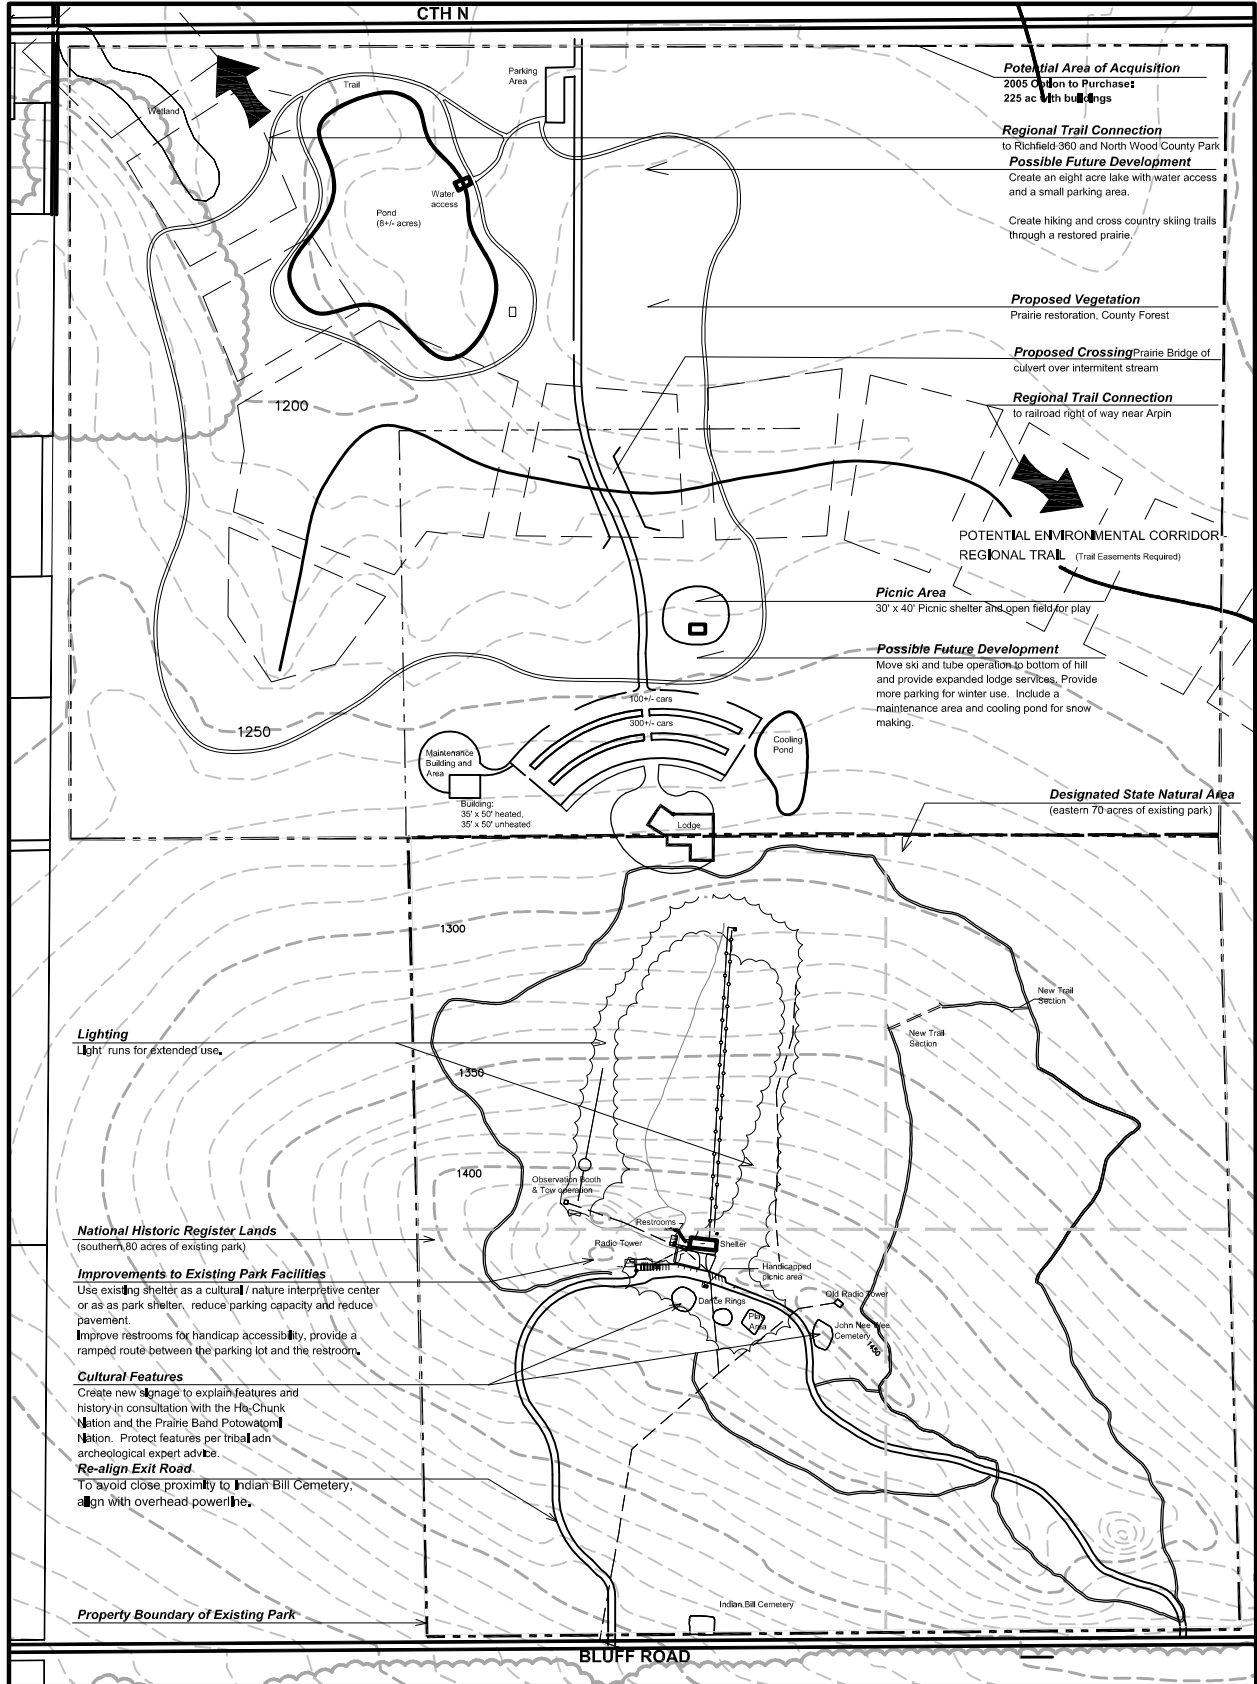 CTH N
Potential Area of Acquisition
2005 Option to Purchase:
225 ac with buildings
Parking
Area
Trail
Wetland
Regional Trail Connection
to Richfield 360 and North Wood County Park
Possible Future Development
Create an eight acre lake with water access
and a small parking area.
Create hiking and cross country skiing trails
through a restored prairie.
Water
access
Pond
(8+/- acres)
Proposed Vegetation
Prairie restoration, County Forest
Proposed Crossing Prairie Bridge of
culvert over intermitent stream
Regional Trail Connection
to railroad right of way near Arpin
1200
POTENTIAL ENVIRONMENTAL CORRIDOR
REGIONAL TRAIL (Trail Easements Required)
Picnic Area
30' x 40' Picnic shelter and open field for play
Possible Future Development
Move ski and tube operation to bottom of hill
and provide expanded lodge services. Provide
more parking for winter use. Include a
maintenance area and cooling pond for snow
making.
100+/- cars
300+/- cars
1250
Maintenance
Building and
Area
Cooling
Pond
Building:
35' x 50' heated,
35' x 50' unheated
Lodge
Designated State Natural Area
(eastern 70 acres of existing park)
1300
New Trail
Section
New Trail
Section
Lighting
Light runs for extended use.
1350
1400
Observation Booth
& Tow operation
Restrooms
Radio Tower
Shelter
National Historic Register Lands
(southern 80 acres of existing park)
Handicapped
picnic area
Improvements to Existing Park Facilities
Use existing shelter as a cultural / nature interpretive center
or as as park shelter, reduce parking capacity and reduce
pavement.
Improve restrooms for handicap accessibility, provide a
ramped route between the parking lot and the restroom.
Dance Rings
Play
Area
Old Radio Tower
John Nee Wee
Cemetery
1450
Cultural Features
Create new signage to explain features and
history in consultation with the Ho-Chunk
Nation and the Prairie Band Potowatomi
Nation. Protect features per tribal adn
archeological expert advice.
Re-align Exit Road
To avoid close proximity to Indian Bill Cemetery,
align with overhead powerline.
Indian Bill Cemetery
Property Boundary of Existing Park
BLUFF ROAD